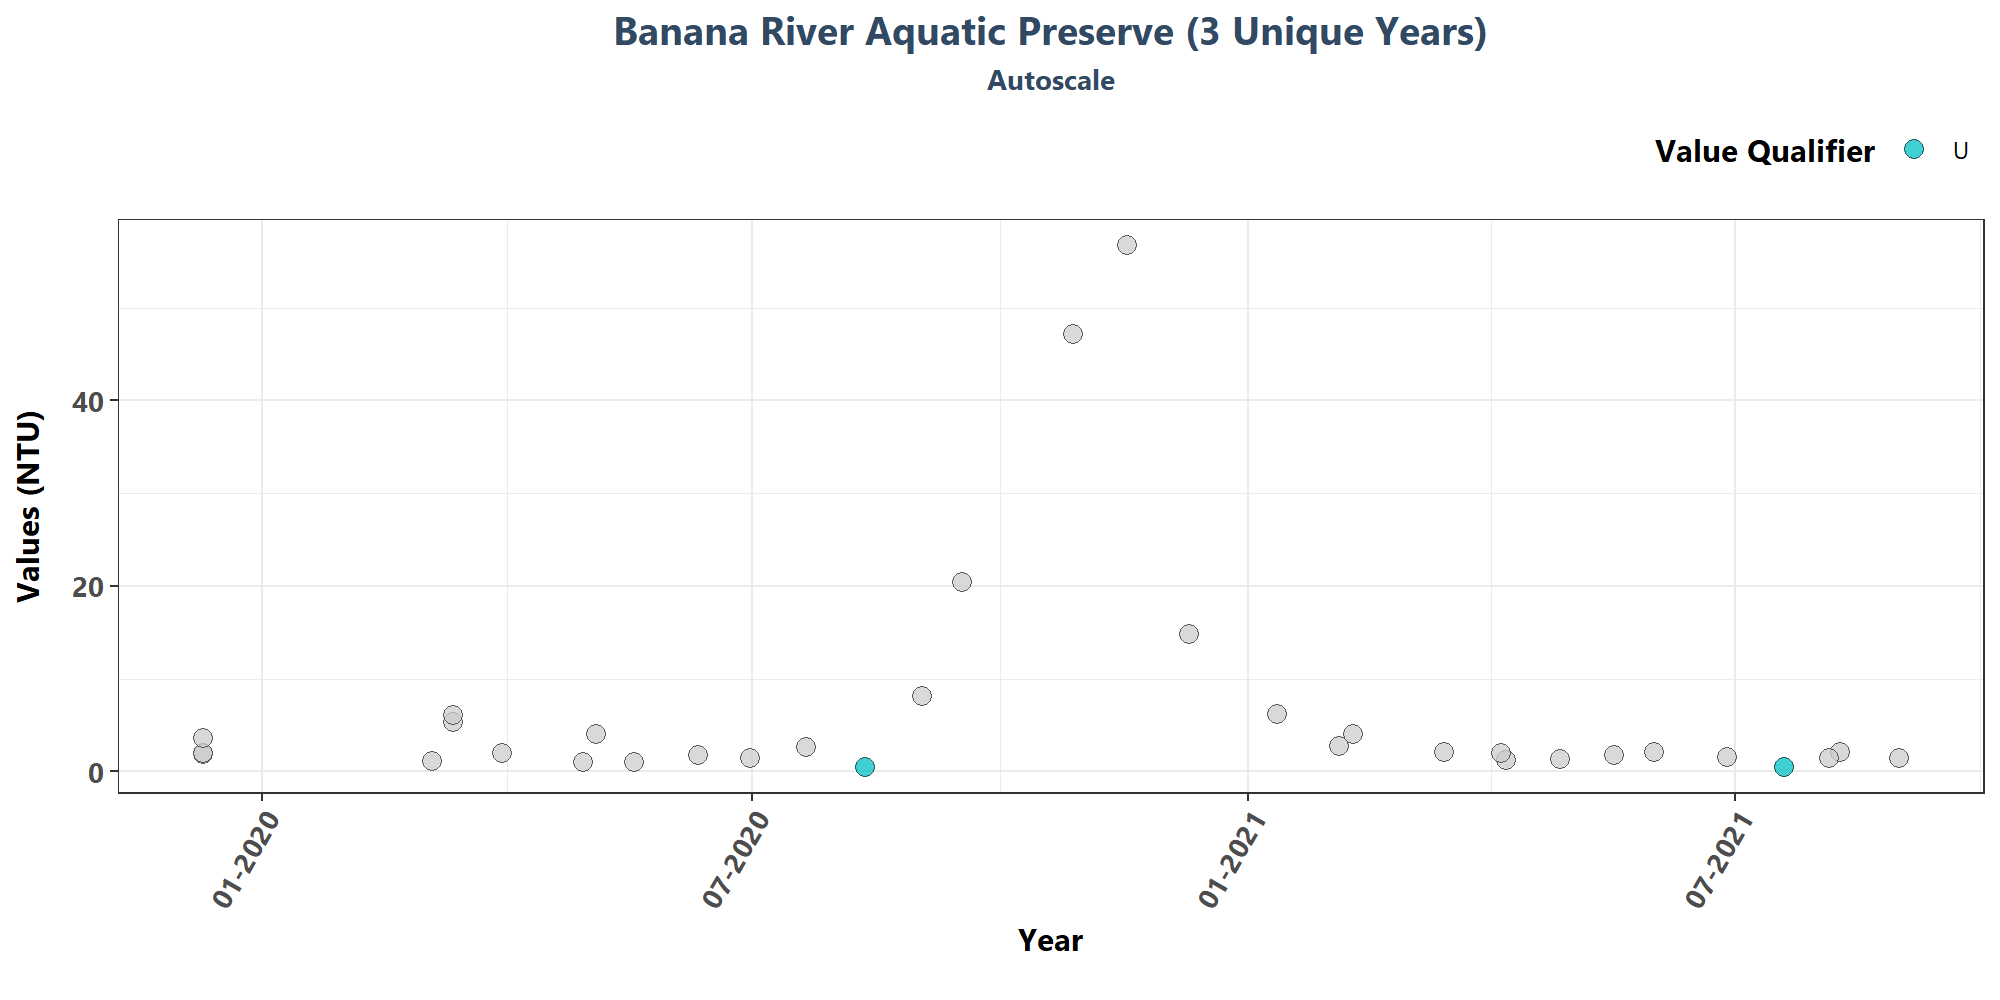 Banana River Aquatic Preserve (3 Unique Years)
Autoscale
Value Qualifier U
Values (NTU)
40
20
0
01-2020 07-2020 01-2021 07-2021
Year